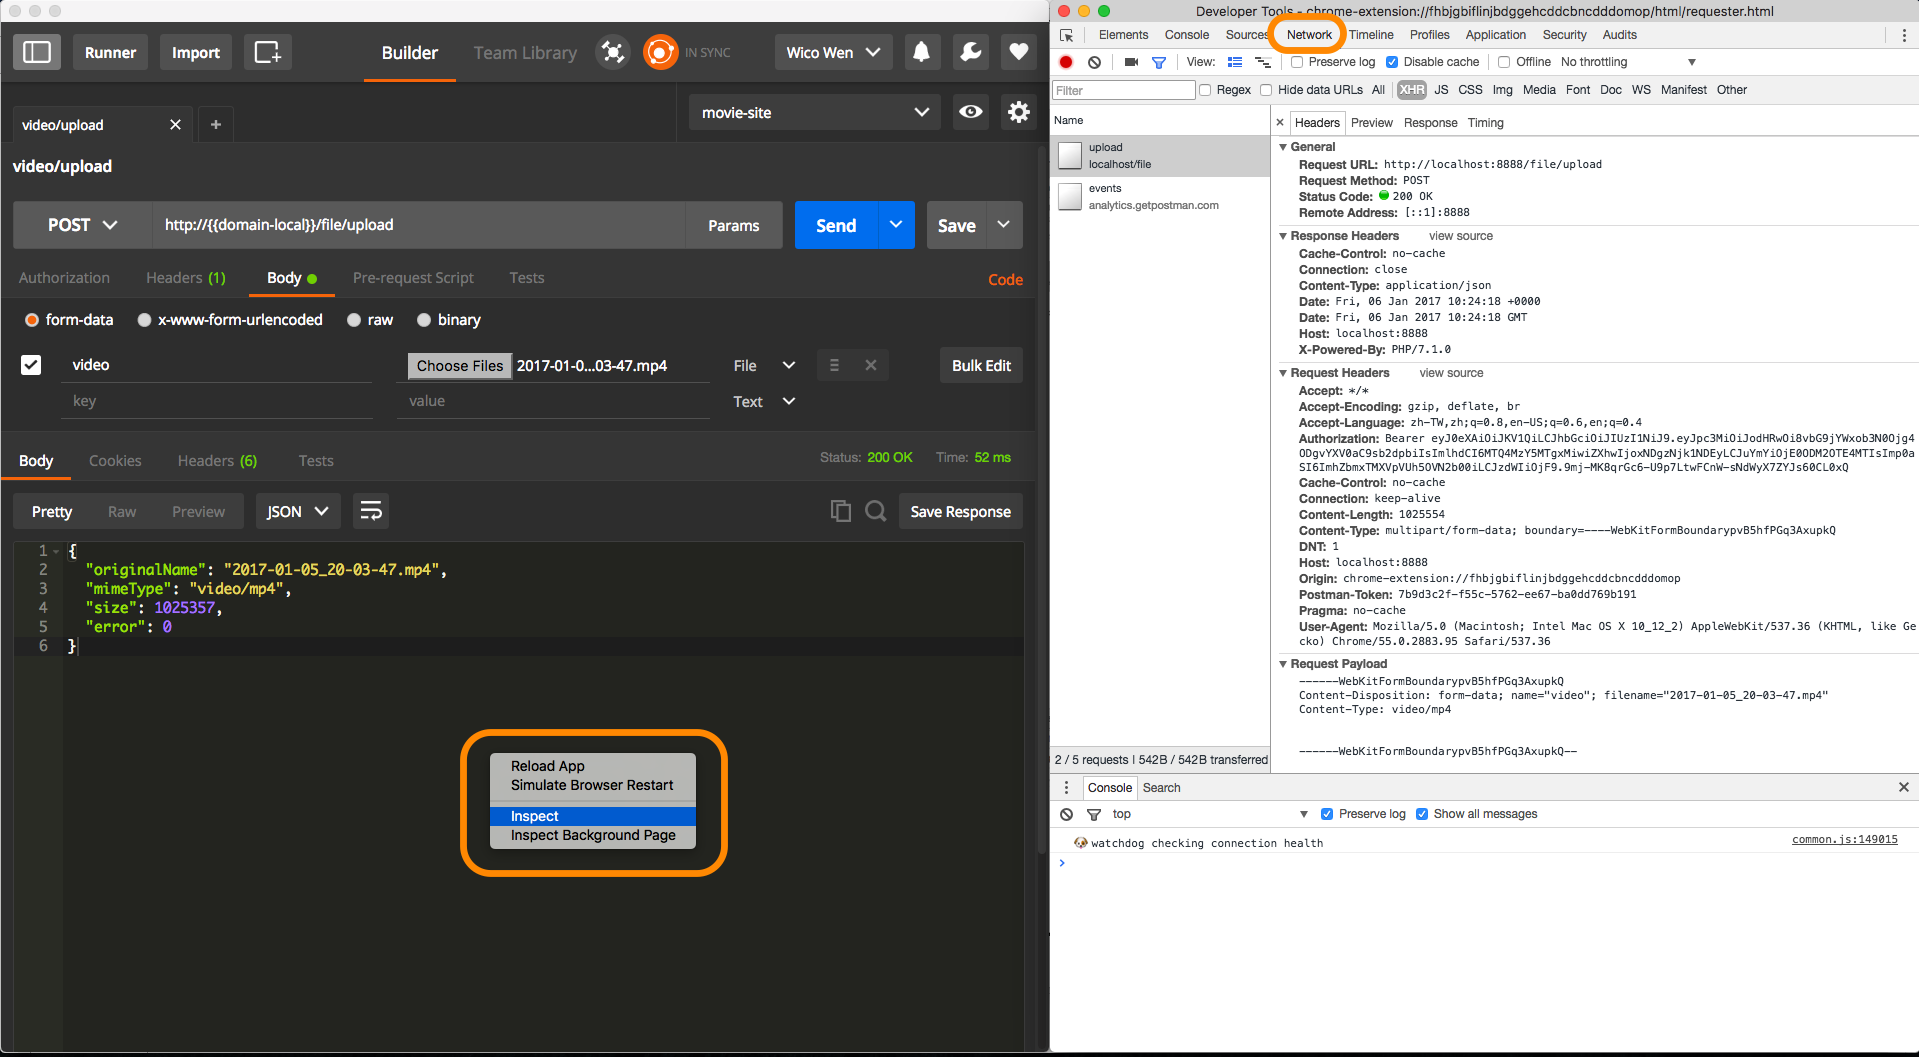 Runner
Import
Builder
Team Library
IN SYNC
Wico Wen
video/upload
movie-site
video/upload
POST
http://{{domain-local}}/file/upload
Params
Send
Save
Authorization
Headers (1)
Body
Pre-request Script
Tests
Code
form-data
x-www-form-urlencoded
raw
binary
video
Choose Files 2017-01-0...03-47.mp4
File
Bulk Edit
key
value
Text
Body
Cookies
Headers (6)
Tests
Status: 200 OK
Time: 52 ms
Pretty
Raw
Preview
JSON
Save Response
1 {
2 "originalName": "2017-01-05_20-03-47.mp4",
3 "mimeType": "video/mp4",
4 "size": 1025357,
5 "error": 0
6 }
Reload App
Simulate Browser Restart
Inspect
Inspect Background Page
Developer Tools - chrome-extension://fhbjgbiflinjbdggehcddcbncdddomop/html/requester.html
Elements
Console
Sources
Network
Timeline
Profiles
Application
Security
Audits
View:
Preserve log
Disable cache
Offline
No throttling
Filter
Regex
Hide data URLs
All
XHR
JS
CSS
Img
Media
Font
Doc
WS
Manifest
Other
Name
upload
localhost/file
events
analytics.getpostman.com
2 / 5 requests | 542B / 542B transferred
Headers
Preview
Response
Timing
General
Request URL: http://localhost:8888/file/upload
Request Method: POST
Status Code: 200 OK
Remote Address: [::1]:8888
Response Headers view source
Cache-Control: no-cache
Connection: close
Content-Type: application/json
Date: Fri, 06 Jan 2017 10:24:18 +0000
Date: Fri, 06 Jan 2017 10:24:18 GMT
Host: localhost:8888
X-Powered-By: PHP/7.1.0
Request Headers view source
Accept: */*
Accept-Encoding: gzip, deflate, br
Accept-Language: zh-TW,zh;q=0.8,en-US;q=0.6,en;q=0.4
Authorization: Bearer
Cache-Control: no-cache
Connection: keep-alive
Content-Length: 1025554
Content-Type: multipart/form-data; boundary=----WebKitFormBoundarypvB5hfPGq3AxupkQ
DNT: 1
Host: localhost:8888
Origin: chrome-extension://fhbjgbiflinjbdggehcddcbncdddomop
Postman-Token: 7b9d3c2f-f55c-5762-ee67-ba0dd769b191
Pragma: no-cache
User-Agent: Mozilla/5.0 (Macintosh; Intel Mac OS X 10_12_2) AppleWebKit/537.36 (KHTML, like Ge
cko) Chrome/55.0.2883.95 Safari/537.36
Request Payload
------WebKitFormBoundarypvB5hfPGq3AxupkQ
Content-Disposition: form-data; name="video"; filename="2017-01-05_20-03-47.mp4"
Content-Type: video/mp4
------WebKitFormBoundarypvB5hfPGq3AxupkQ--
Console
Search
top
Preserve log
Show all messages
watchdog checking connection health
common.js:149015